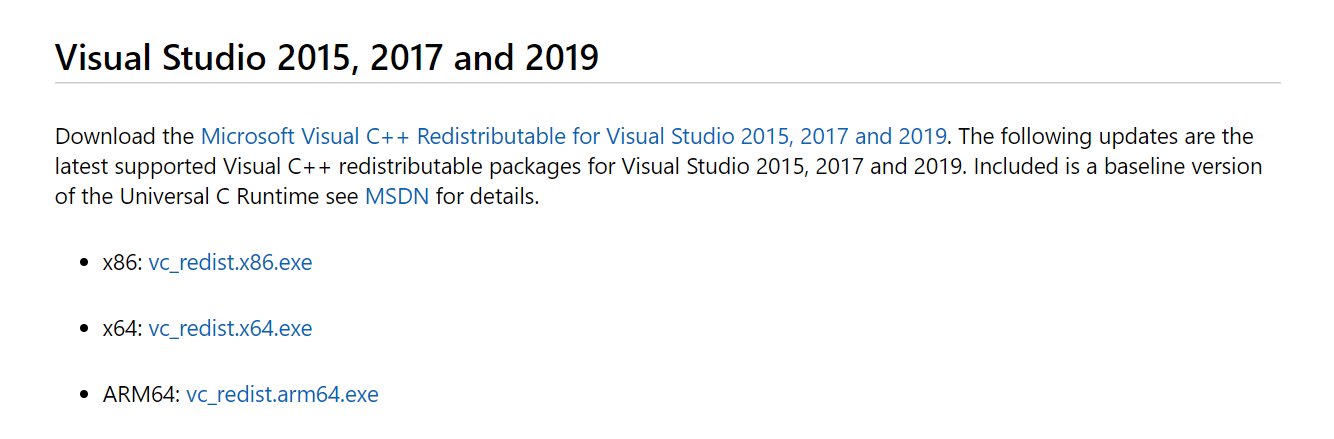 Visual Studio 2015, 2017 and 2019
Download the Microsoft Visual C++ Redistributable for Visual Studio 2015, 2017 and 2019. The following updates are the
latest supported Visual C++ redistributable packages for Visual Studio 2015, 2017 and 2019. Included is a baseline version
of the Universal C Runtime see MSDN for details.
• x86: vc_redist.x86.exe
• x64: vc_redist.x64.exe
• ARM64: vc_redist.arm64.exe